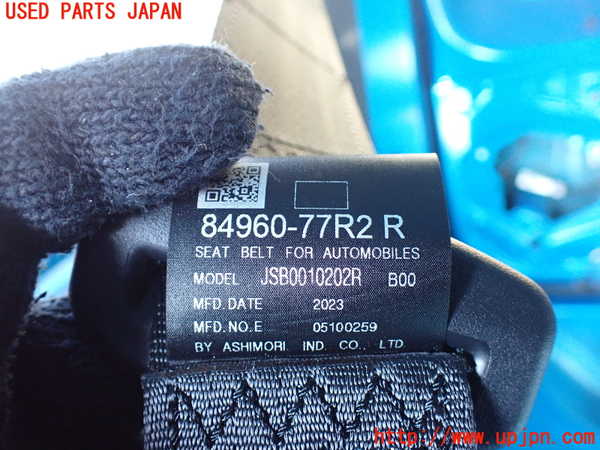 USED PARTS JAPAN
84960-77R2 R
SEAT BELT FOR AUTOMOBILES
MODEL JSB0010202R B00
MFD.DATE 2023
MFD.NO.E 05100259
BY ASHIMORI IND. CO., LTD.
http://www.upjpn.com/